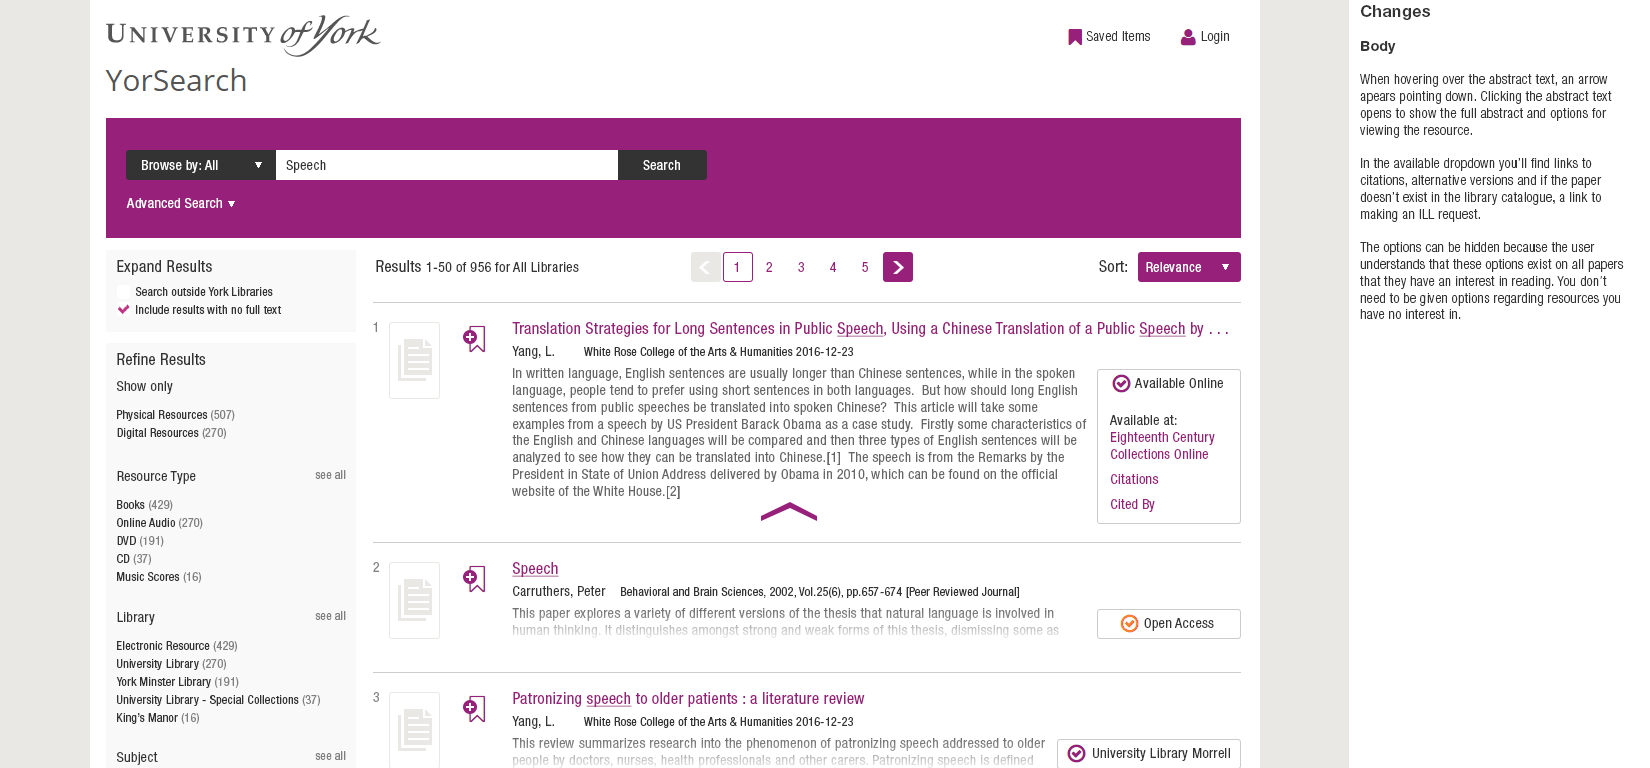 UNIVERSITY of York
Saved Items
Login
YorSearch
Browse by: All
Speech
Search
Advanced Search
Expand Results
Search outside York Libraries
Include results with no full text
Refine Results
Show only
Physical Resources (507)
Digital Resources (270)
Resource Type see all
Books (429)
Online Audio (270)
DVD (191)
CD (37)
Music Scores (16)
Library see all
Electronic Resource (429)
University Library (270)
York Minster Library (191)
University Library - Special Collections (37)
King's Manor (16)
Subject see all
Results 1-50 of 956 for All Libraries
1 2 3 4 5
Sort: Relevance
1
Translation Strategies for Long Sentences in Public Speech, Using a Chinese Translation of a Public Speech by . . .
Yang, L. White Rose College of the Arts & Humanities 2016-12-23
In written language, English sentences are usually longer than Chinese sentences, while in the spoken
language, people tend to prefer using short sentences in both languages. But how should long English
sentences from public speeches be translated into spoken Chinese? This article will take some
examples from a speech by US President Barack Obama as a case study. Firstly some characteristics of
the English and Chinese languages will be compared and then three types of English sentences will be
analyzed to see how they can be translated into Chinese.[1] The speech is from the Remarks by the
President in State of Union Address delivered by Obama in 2010, which can be found on the official
website of the White House.[2]
Available Online
Available at:
Eighteenth Century
Collections Online
Citations
Cited By
2
Speech
Carruthers, Peter Behavioral and Brain Sciences, 2002, Vol.25(6), pp.657-674 [Peer Reviewed Journal]
This paper explores a variety of different versions of the thesis that natural language is involved in
human thinking. It distinguishes amongst strong and weak forms of this thesis, dismissing some as
Open Access
3
Patronizing speech to older patients : a literature review
Yang, L. White Rose College of the Arts & Humanities 2016-12-23
This review summarizes research into the phenomenon of patronizing speech addressed to older
people by doctors, nurses, health professionals and other carers. Patronizing speech is defined
University Library Morrell
Changes
Body
When hovering over the abstract text, an arrow
apears pointing down. Clicking the abstract text
opens to show the full abstract and options for
viewing the resource.
In the available dropdown you'll find links to
citations, alternative versions and if the paper
doesn't exist in the library catalogue, a link to
making an ILL request.
The options can be hidden because the user
understands that these options exist on all papers
that they have an interest in reading. You don't
need to be given options regarding resources you
have no interest in.